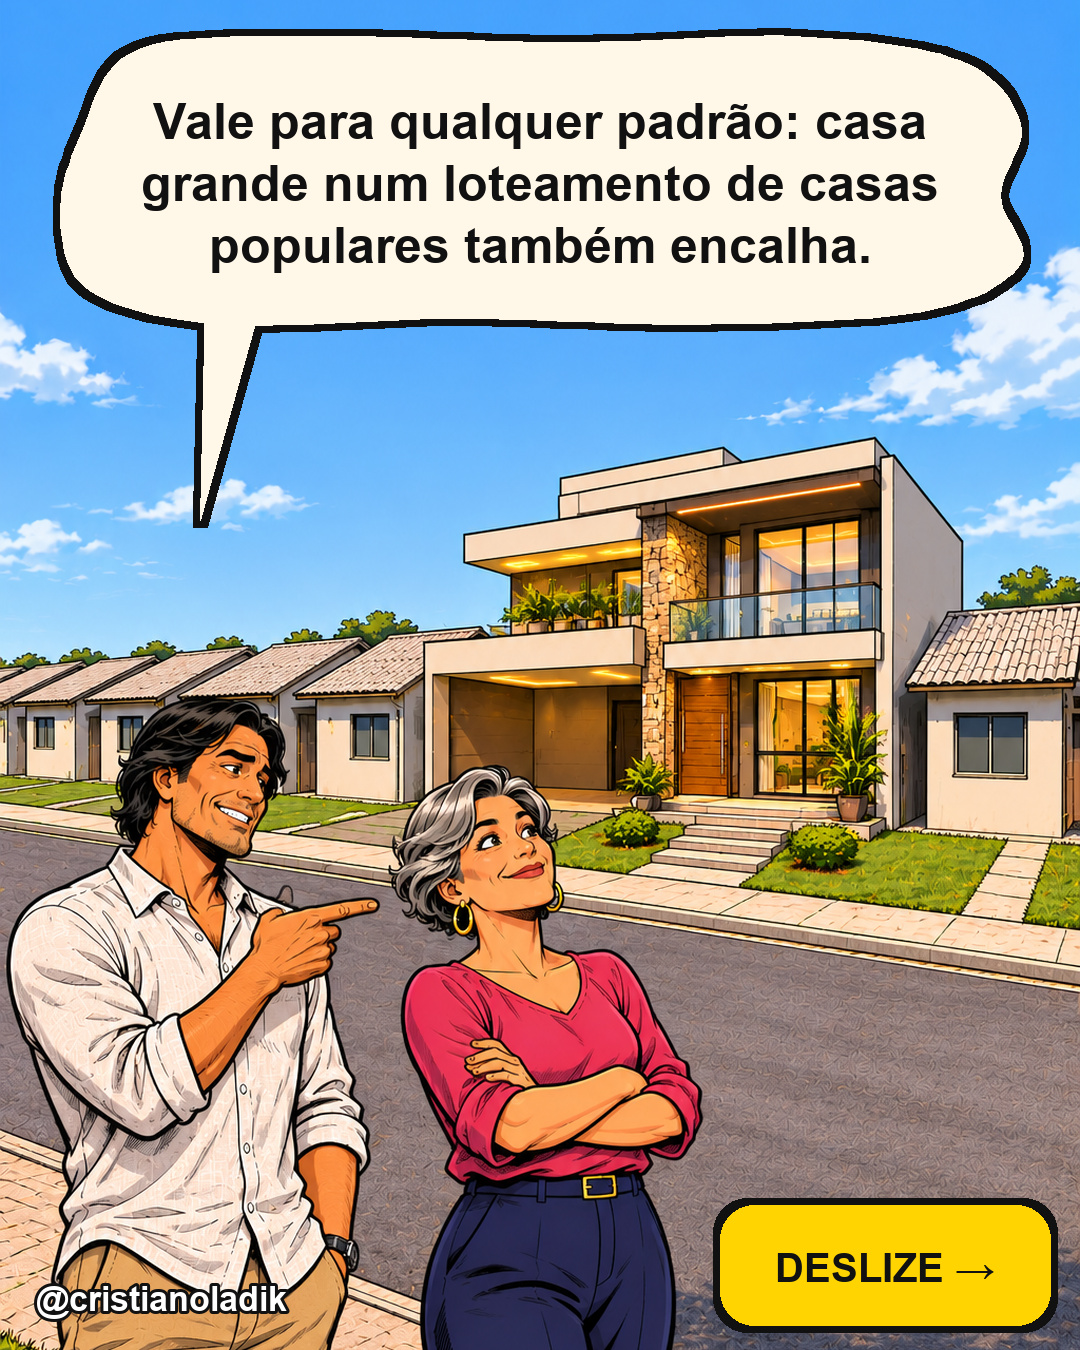 Vale para qualquer padrão: casa
grande num loteamento de casas
populares também encalha.
DESLIZE →
@cristianoladik